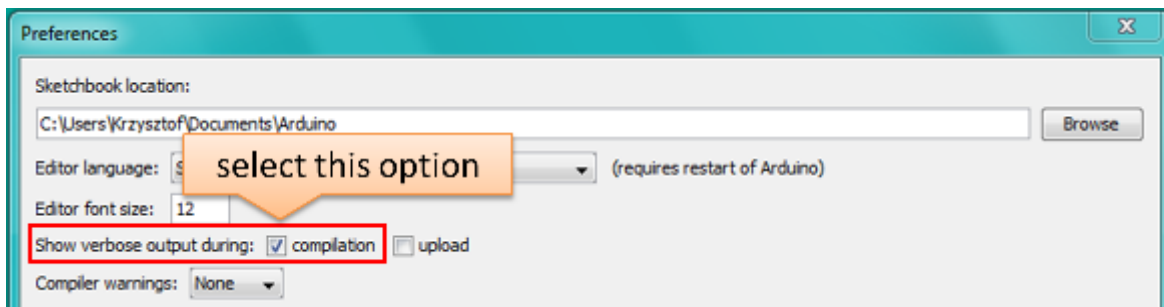 Preferences
Sketchbook location:
C:\Users\Krzysztof\Documents\Arduino
Browse
Editor language:
select this option
(requires restart of Arduino)
Editor font size: 12
Show verbose output during: compilation upload
Compiler warnings: None